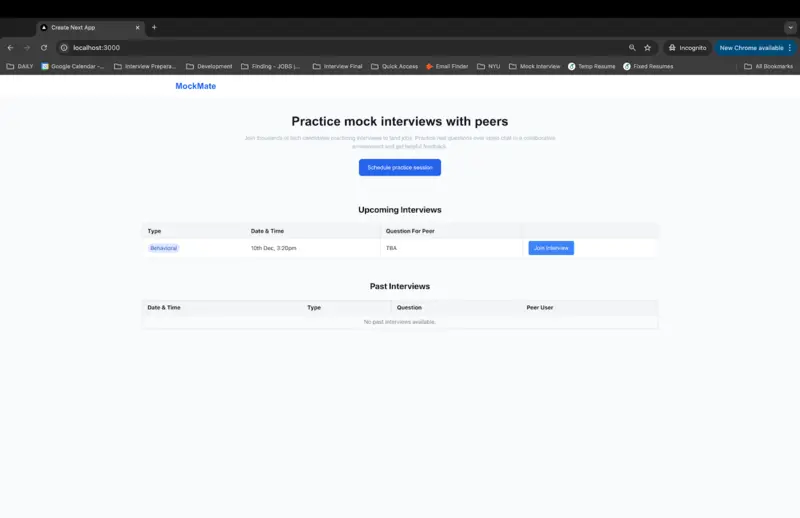 Create Next App
localhost:3000
Incognito
New Chrome available
DAILY
Google Calendar -...
Interview Prepara...
Development
Finding - JOBS |...
Interview Final
Quick Access
Email Finder
NYU
Mock Interview
Temp Resume
Fixed Resumes
All Bookmarks
MockMate
Practice mock interviews with peers
Join thousands of tech candidates practicing interviews to land jobs. Practice real questions over video chat in a collaborative
environment and get helpful feedback.
Schedule practice session
Upcoming Interviews
Type Date & Time Question For Peer
Behavioral 10th Dec, 3:20pm TBA Join Interview
Past Interviews
Date & Time Type Question Peer User
No past interviews available.